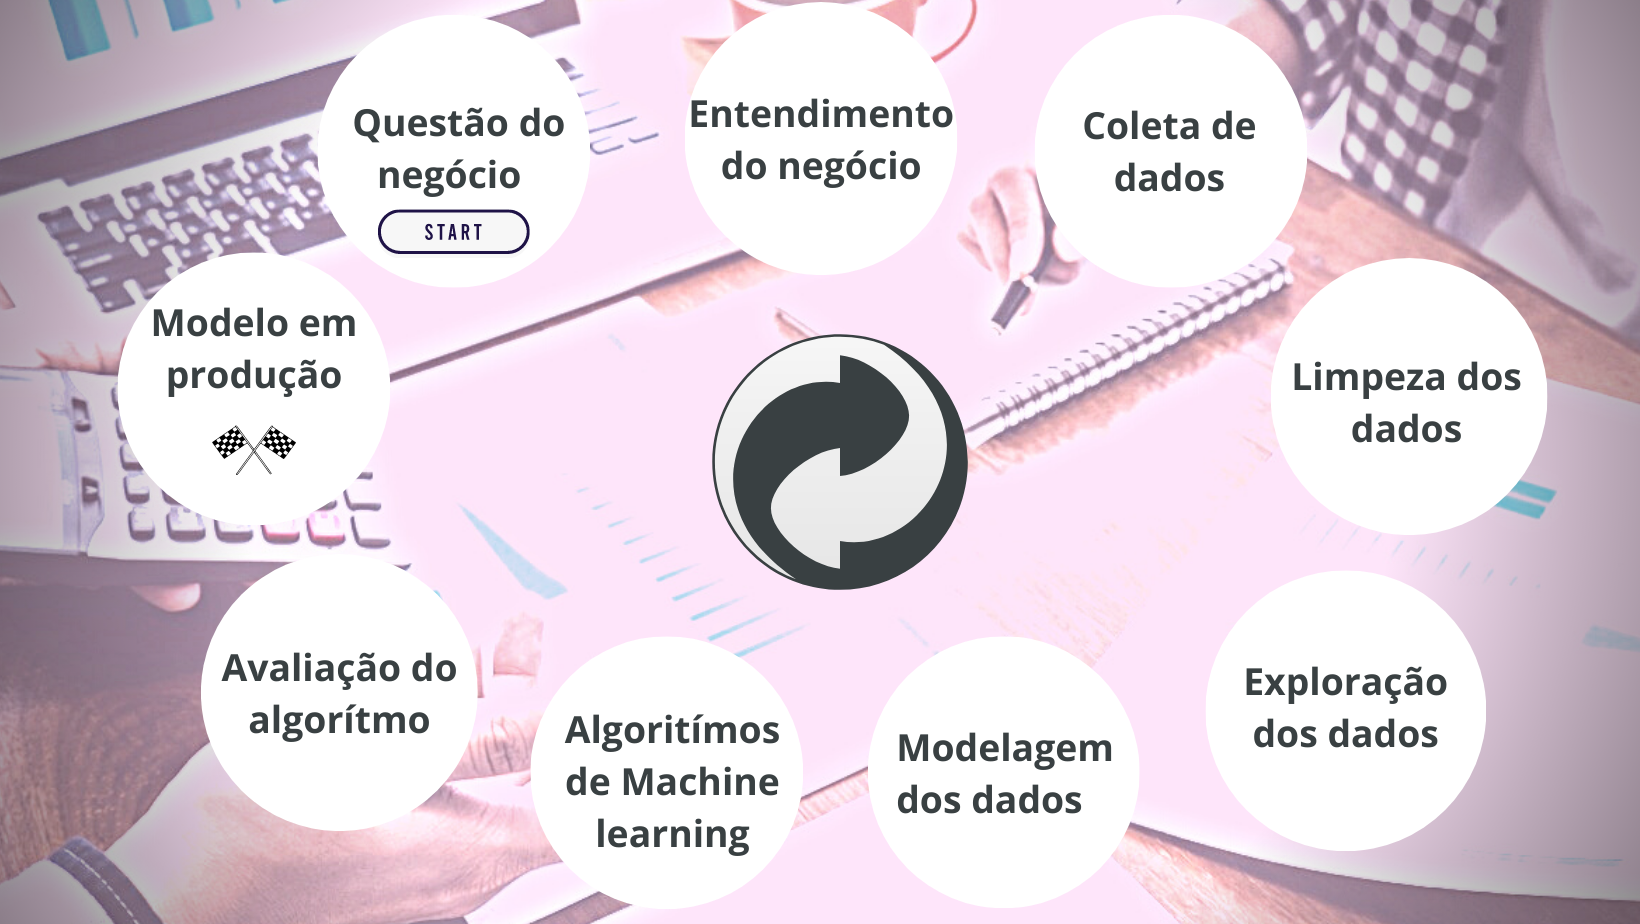 Questão do
negócio
START
Entendimento
do negócio
Coleta de
dados
Limpeza dos
dados
Exploração
dos dados
Modelagem
dos dados
Algoritímos
de Machine
learning
Avaliação do
algorítmo
Modelo em
produção